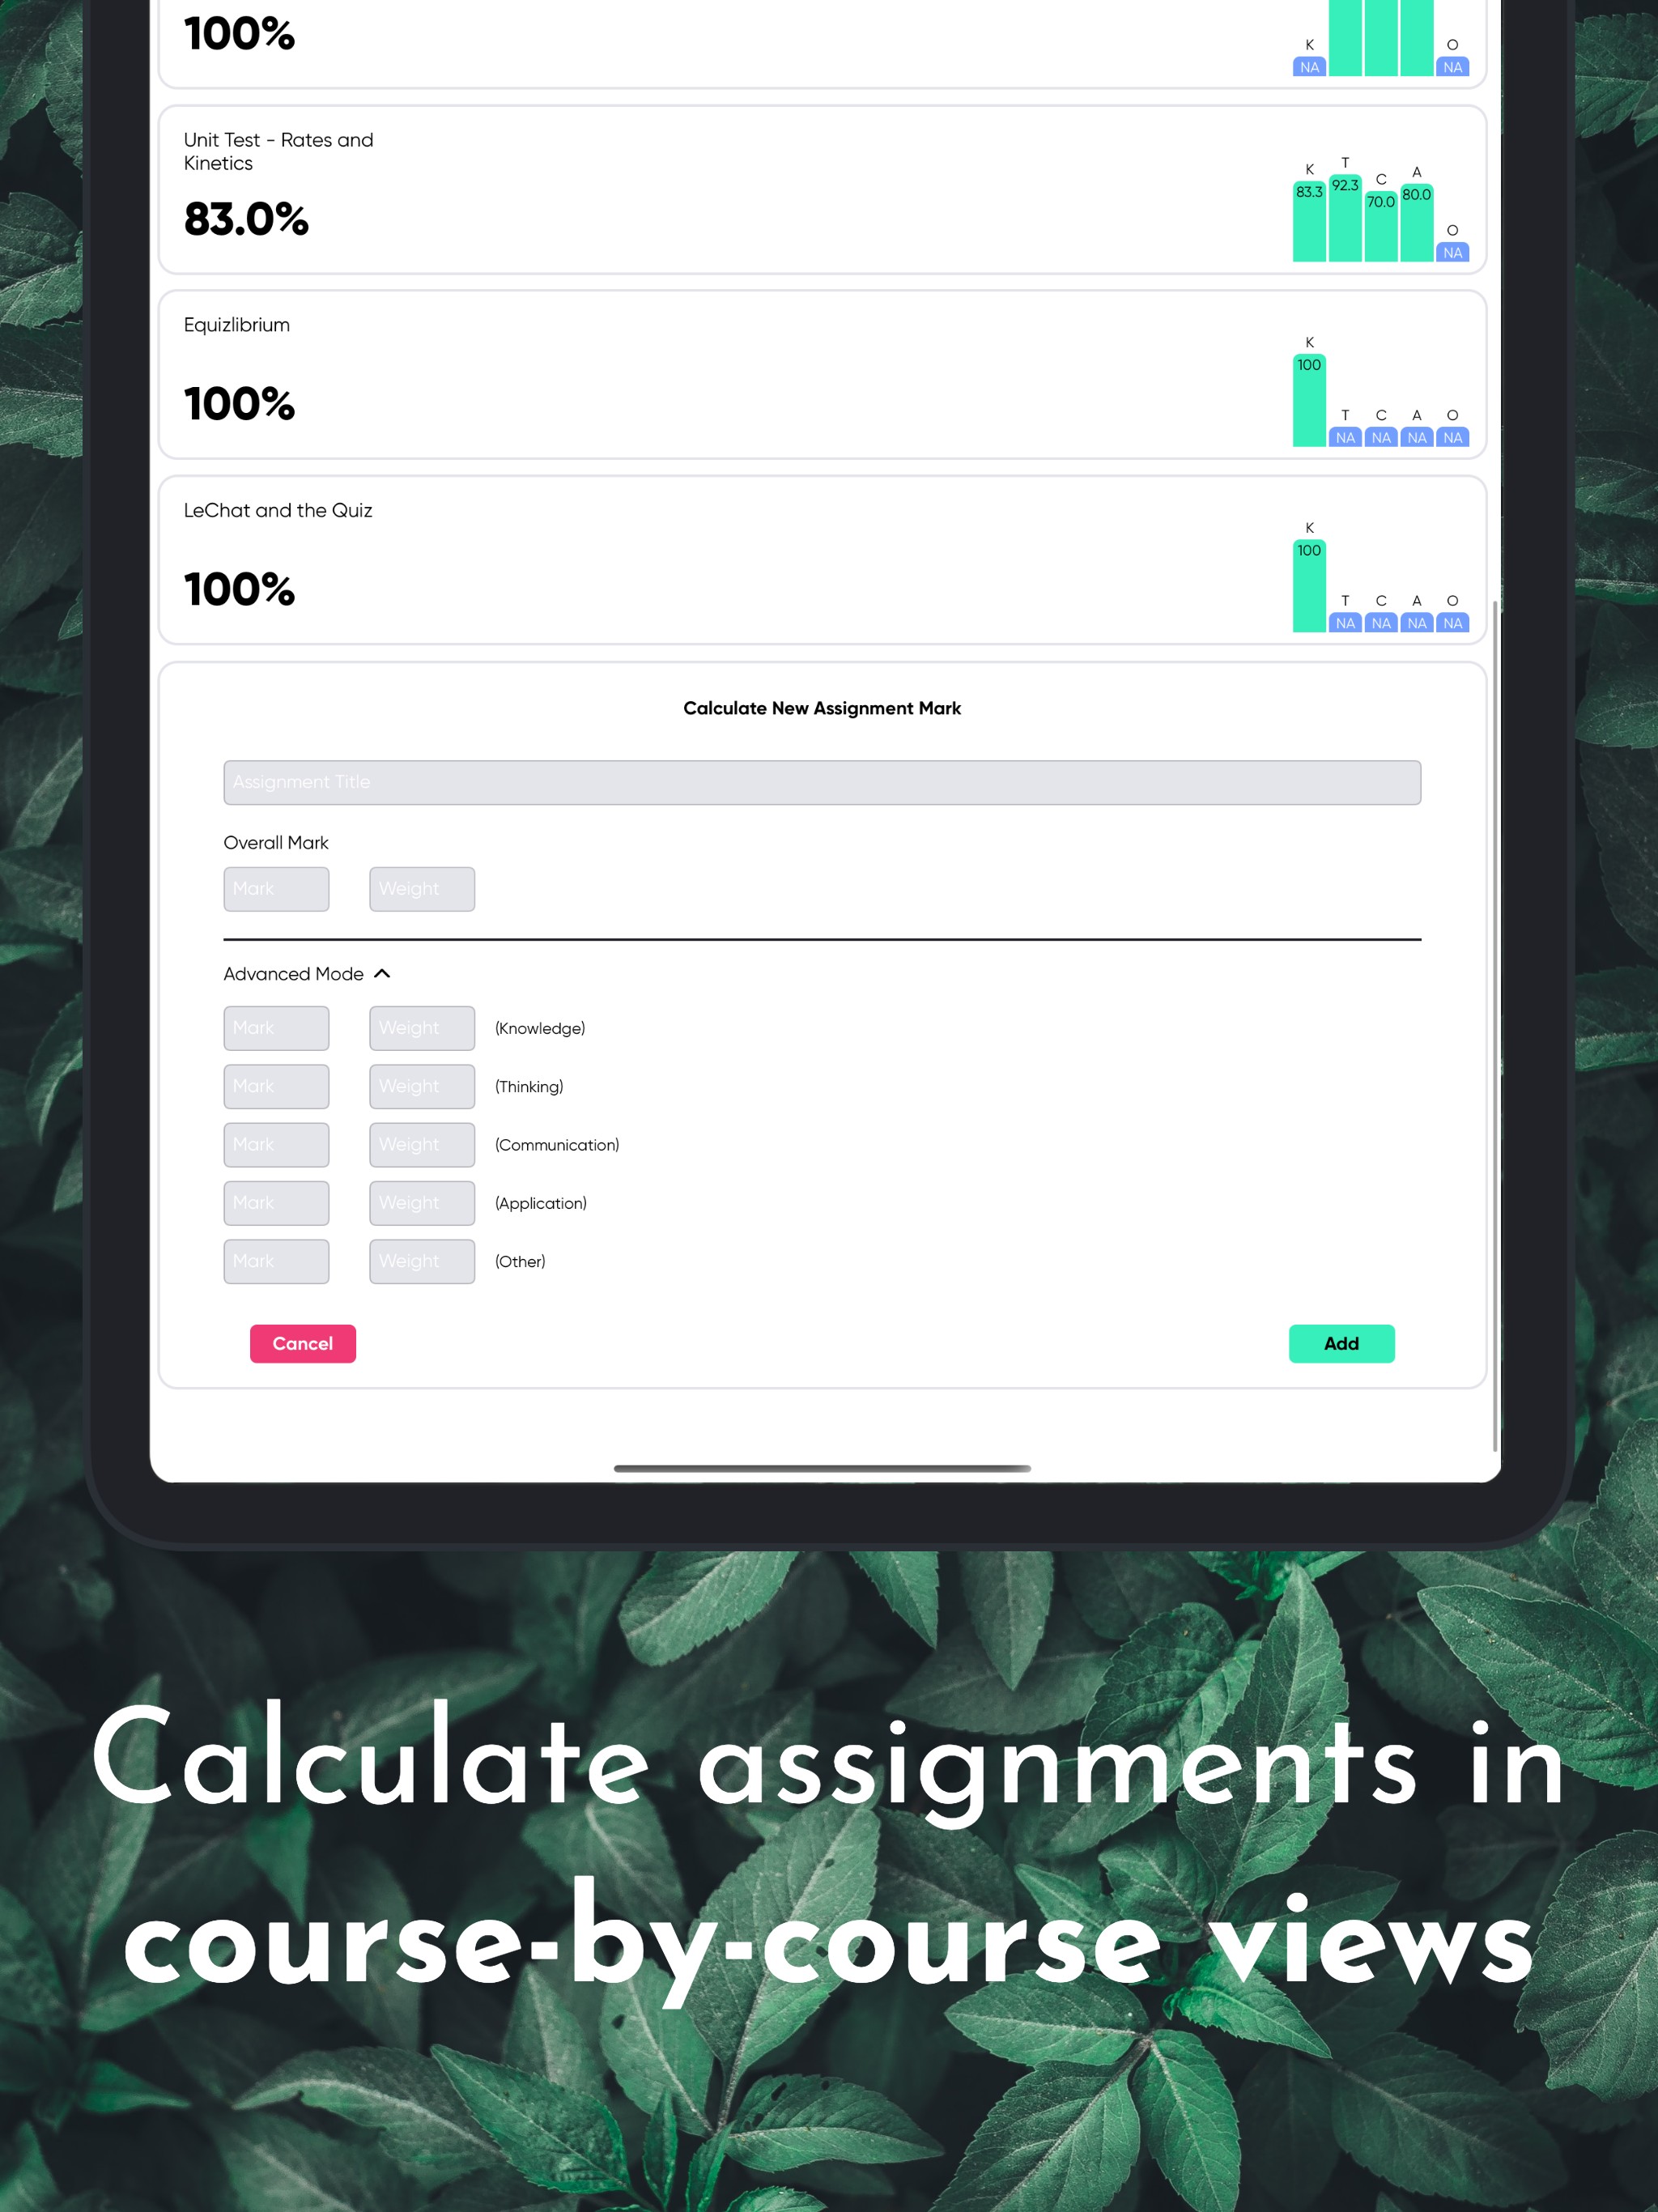 100%
K O
NA NA
Unit Test - Rates and
Kinetics
83.0%
K T C A O
83.3 92.3 70.0 80.0 NA
Equizlibrium
100%
K
100
T C A O
NA NA NA NA
LeChat and the Quiz
100%
K
100
T C A O
NA NA NA NA
Calculate New Assignment Mark
Assignment Title
Overall Mark
Mark Weight
Advanced Mode
Mark Weight (Knowledge)
Mark Weight (Thinking)
Mark Weight (Communication)
Mark Weight (Application)
Mark Weight (Other)
Cancel Add
Calculate assignments in
course-by-course views